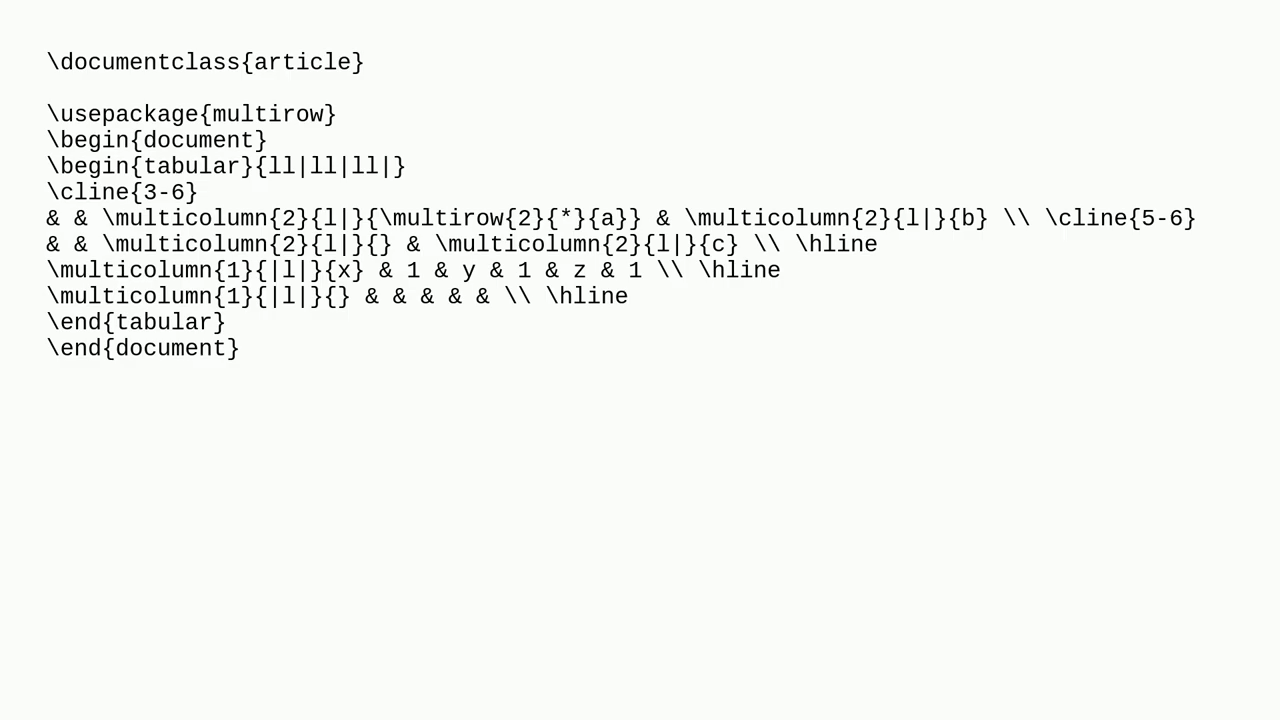 \documentclass{article}
\usepackage{multirow}
\begin{document}
\begin{tabular}{ll|ll|ll|}
\cline{3-6}
& & \multicolumn{2}{l|}{\multirow{2}{*}{a}} & \multicolumn{2}{l|}{b} \\ \cline{5-6}
& & \multicolumn{2}{l|}{} & \multicolumn{2}{l|}{c} \\ \hline
\multicolumn{1}{|l|}{x} & 1 & y & 1 & z & 1 \\ \hline
\multicolumn{1}{|l|}{} & & & & & \\ \hline
\end{tabular}
\end{document}